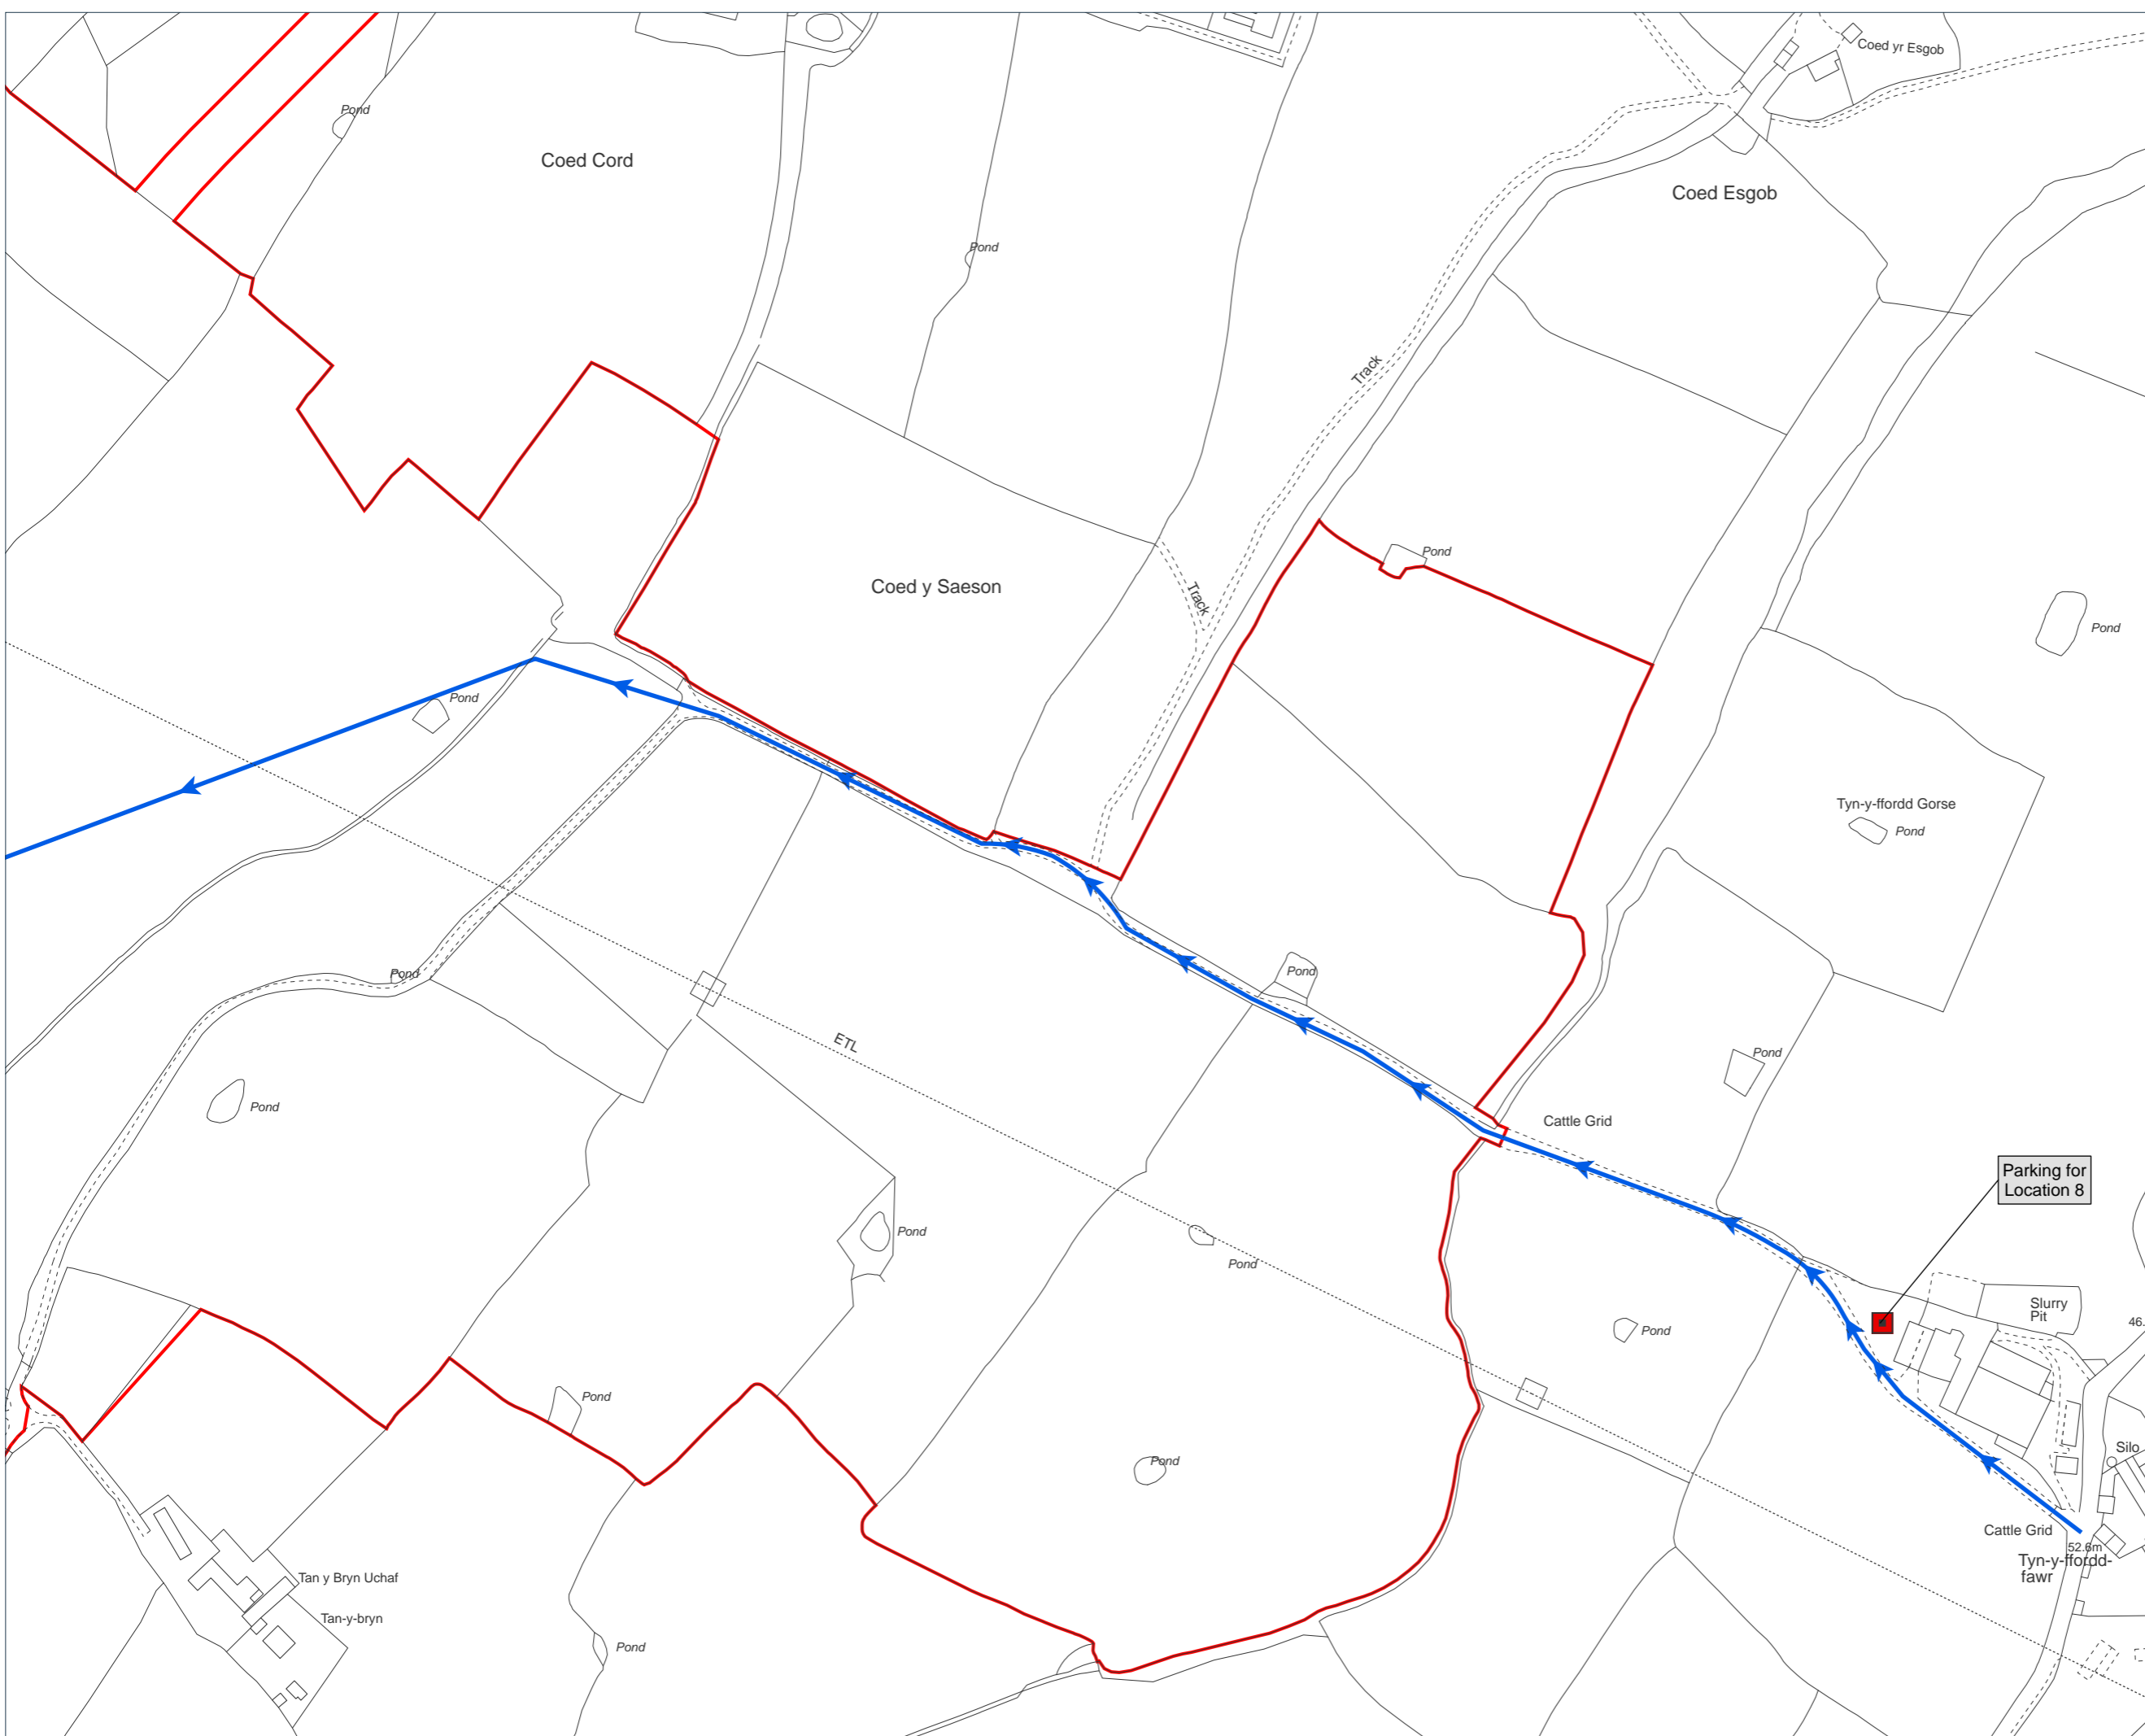 Coed yr Esgob
Pond
Coed Cord
Coed Esgob
Pond
Track
Pond
Coed y Saeson
Track
Pond
Pond
Tyn-y-ffordd Gorse
Pond
Pond
Pond
ETL
Pond
Pond
Cattle Grid
Parking for
Location 8
Pond
Pond
Slurry
Pit
46.
Pond
Pond
Silo
Pond
Cattle Grid
52.6m
Tyn-y-ffordd-
fawr
Tan y Bryn Uchaf
Tan-y-bryn
Pond